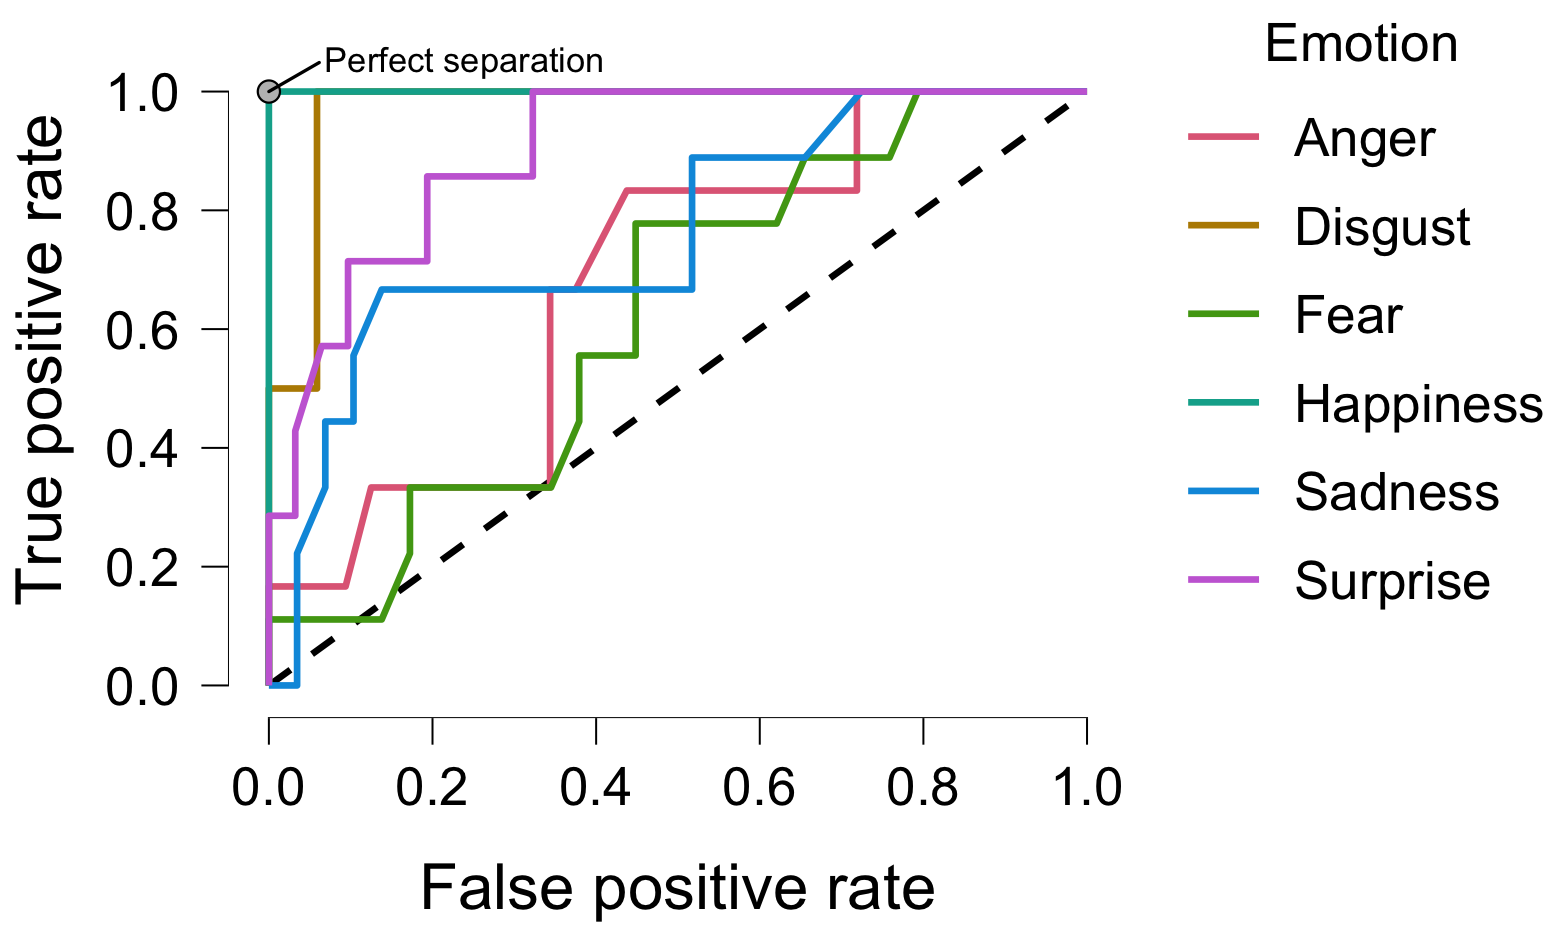 Perfect separation
True positive rate
1.0
0.8
0.6
0.4
0.2
0.0
0.0 0.2 0.4 0.6 0.8 1.0
False positive rate
Emotion
Anger
Disgust
Fear
Happiness
Sadness
Surprise